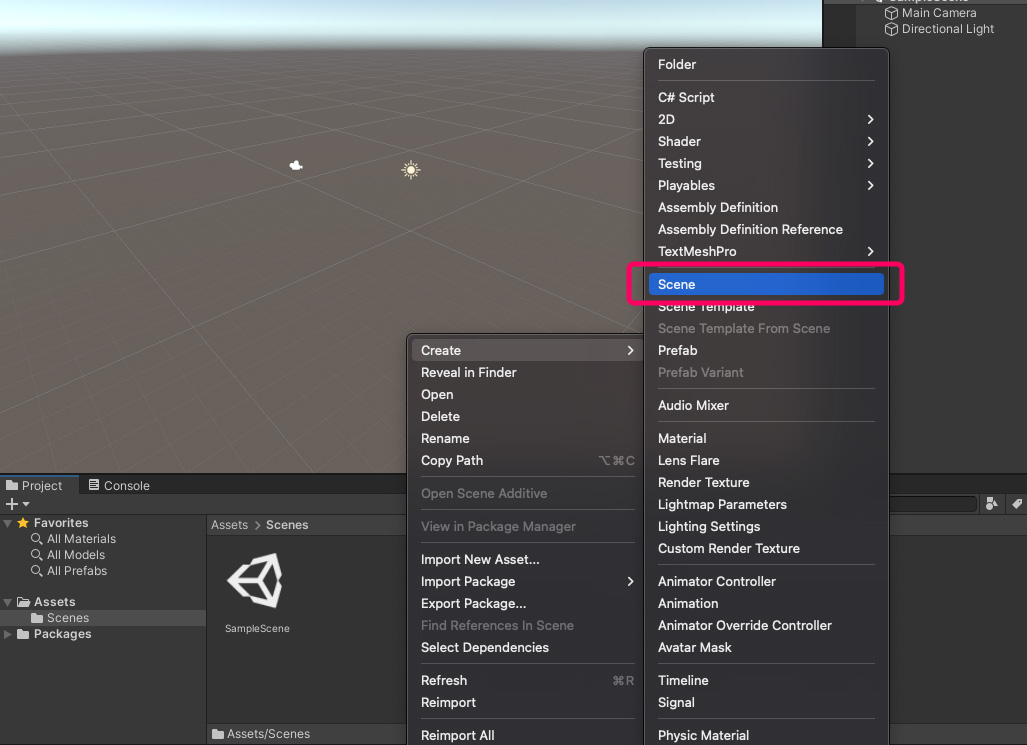 SampleScene
Main Camera
Directional Light
Folder
C# Script
2D
Shader
Testing
Playables
Assembly Definition
Assembly Definition Reference
TextMeshPro
Scene
Scene Template
Scene Template From Scene
Prefab
Prefab Variant
Audio Mixer
Material
Lens Flare
Render Texture
Lightmap Parameters
Lighting Settings
Custom Render Texture
Animator Controller
Animation
Animator Override Controller
Avatar Mask
Timeline
Signal
Physic Material
Create
Reveal in Finder
Open
Delete
Rename
Copy Path ⌥⌘C
Open Scene Additive
View in Package Manager
Import New Asset...
Import Package
Export Package...
Find References In Scene
Select Dependencies
Refresh ⌘R
Reimport
Reimport All
Project
Console
Favorites
All Materials
All Models
All Prefabs
Assets
Scenes
Packages
Assets > Scenes
SampleScene
Assets/Scenes